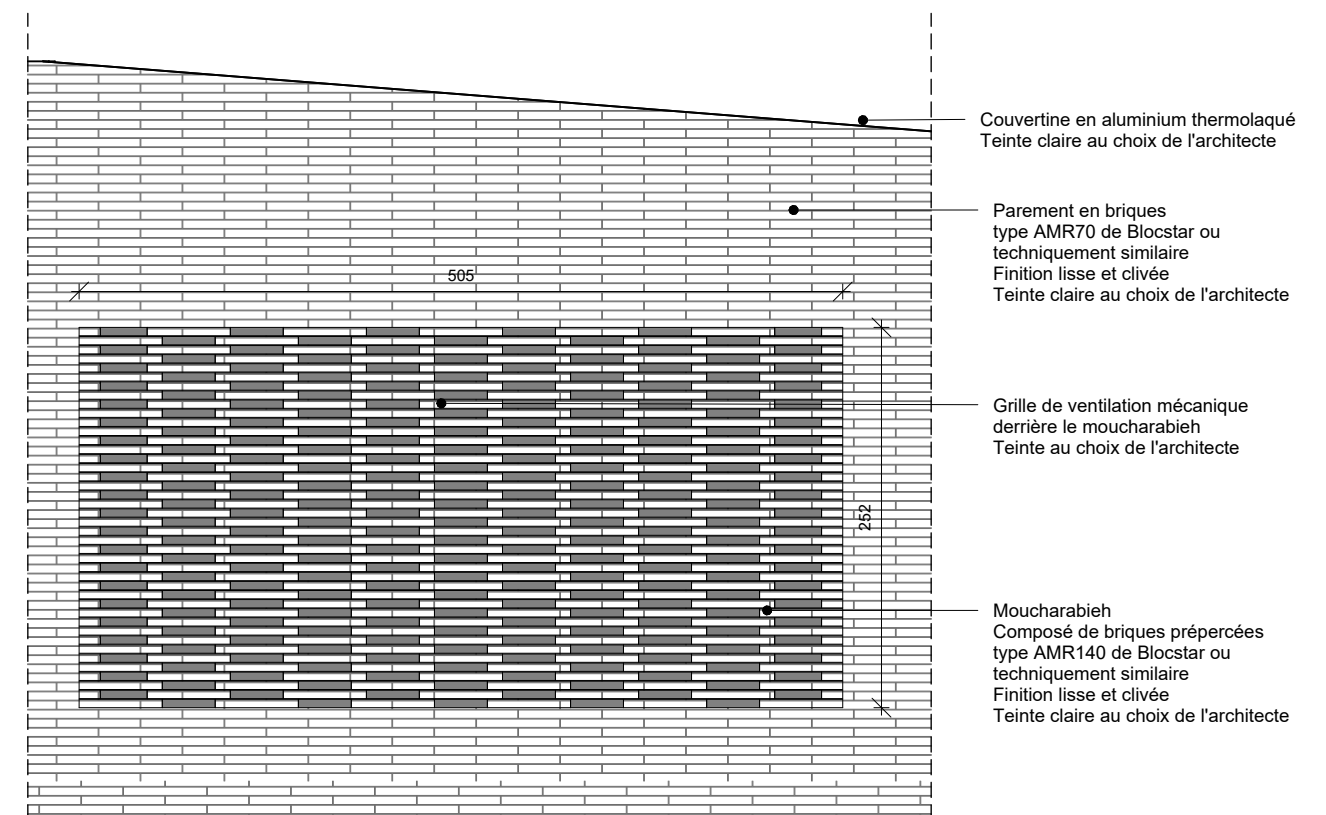 Couvertine en aluminium thermolaqué
Teinte claire au choix de l'architecte
Parement en briques
type AMR70 de Blocstar ou
techniquement similaire
Finition lisse et clivée
Teinte claire au choix de l'architecte
505
Grille de ventilation mécanique
derrière le moucharabieh
Teinte au choix de l'architecte
252
Moucharabieh
Composé de briques prépercées
type AMR140 de Blocstar ou
techniquement similaire
Finition lisse et clivée
Teinte claire au choix de l'architecte